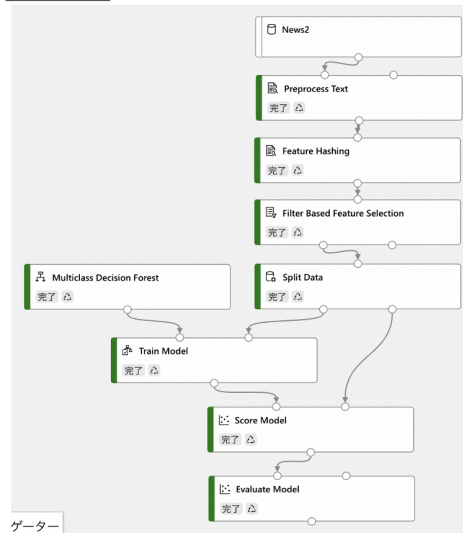 News2
Preprocess Text
完了
Feature Hashing
完了
Filter Based Feature Selection
完了
Multiclass Decision Forest
完了
Split Data
完了
Train Model
完了
Score Model
完了
Evaluate Model
完了
ゲーター